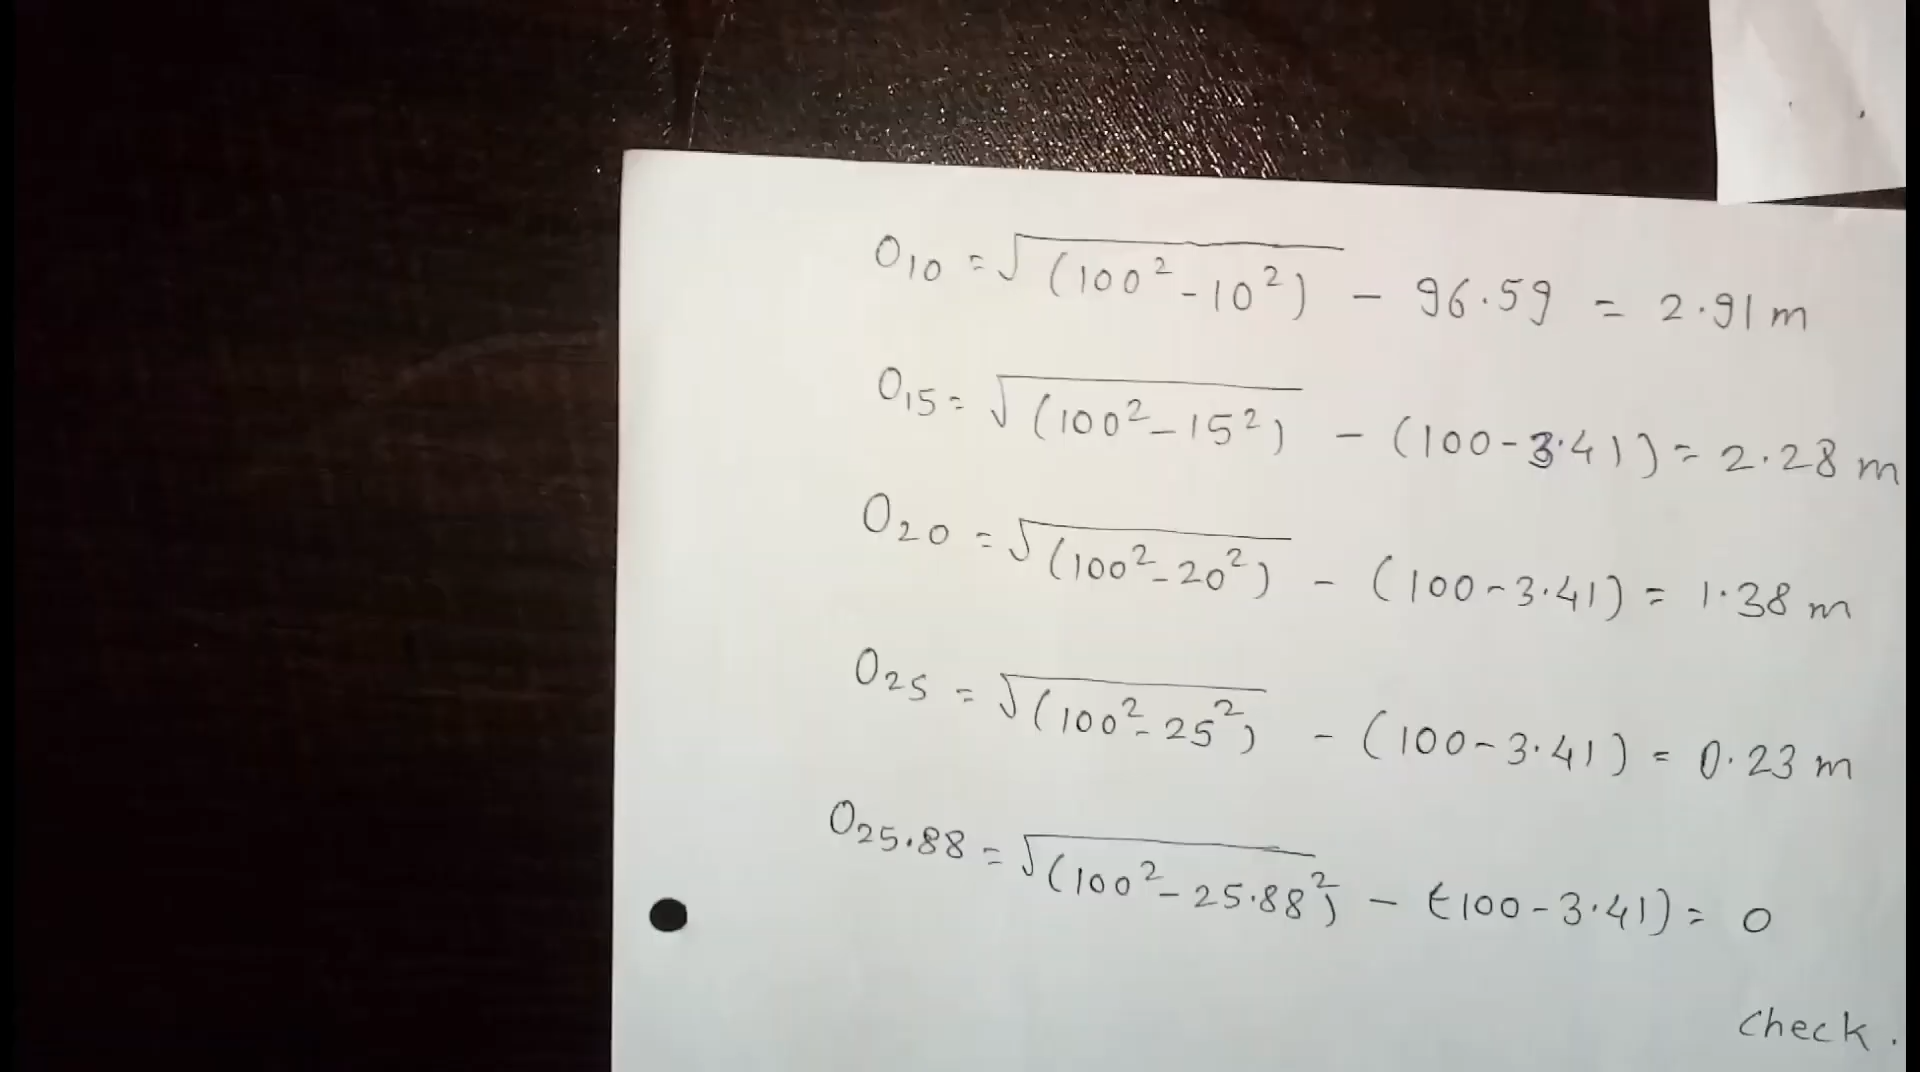 O₁₀ = √(100² - 10²) - 96.59 = 2.91 m
O₁₅ = √(100² - 15²) - (100 - 3.41) = 2.28 m
O₂₀ = √(100² - 20²) - (100 - 3.41) = 1.38 m
O₂₅ = √(100² - 25²) - (100 - 3.41) = 0.23 m
O₂₅.₈₈ = √(100² - 25.88²) - (100 - 3.41) = 0
check.